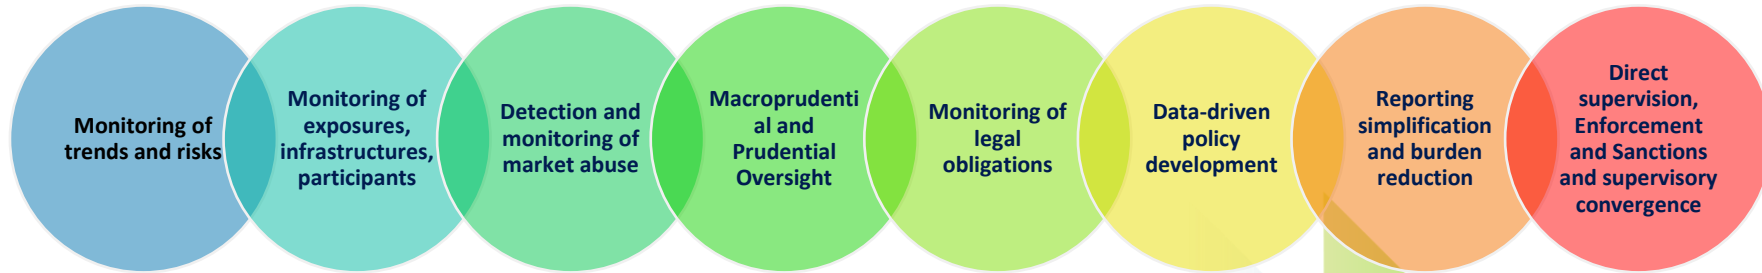 Monitoring of
trends and risks
Monitoring of
exposures,
infrastructures,
participants
Detection and
monitoring of
market abuse
Macroprudenti
al and
Prudential
Oversight
Monitoring of
legal
obligations
Data-driven
policy
development
Reporting
simplification
and burden
reduction
Direct
supervision,
Enforcement
and Sanctions
and supervisory
convergence